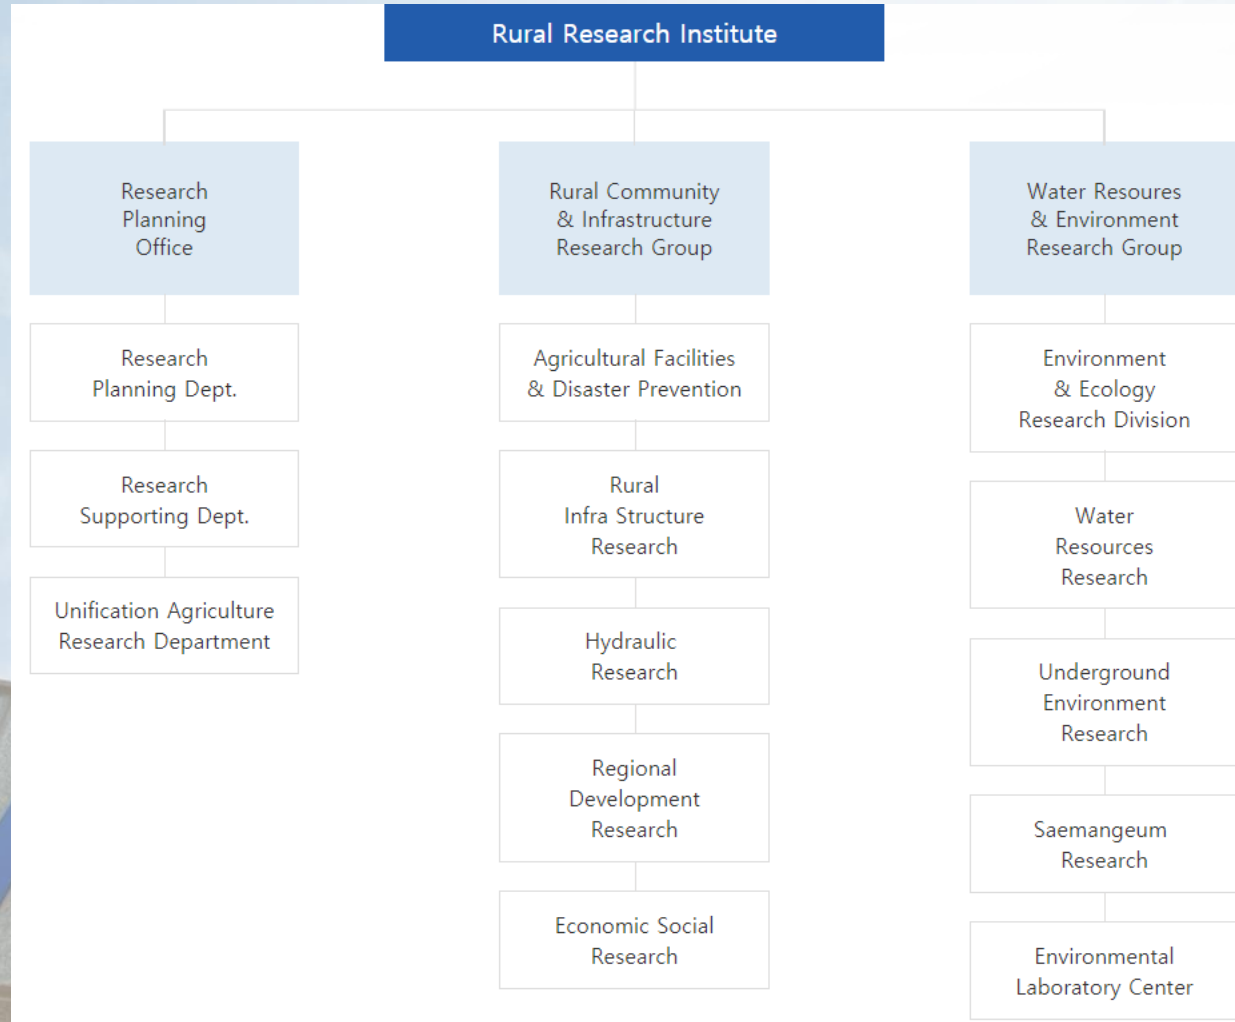 Rural Research Institute
Research
Planning
Office
Research
Planning Dept.
Research
Supporting Dept.
Unification Agriculture
Research Department
Rural Community
& Infrastructure
Research Group
Agricultural Facilities
& Disaster Prevention
Rural
Infra Structure
Research
Hydraulic
Research
Regional
Development
Research
Economic Social
Research
Water Resoures
& Environment
Research Group
Environment
& Ecology
Research Division
Water
Resources
Research
Underground
Environment
Research
Saemangeum
Research
Environmental
Laboratory Center